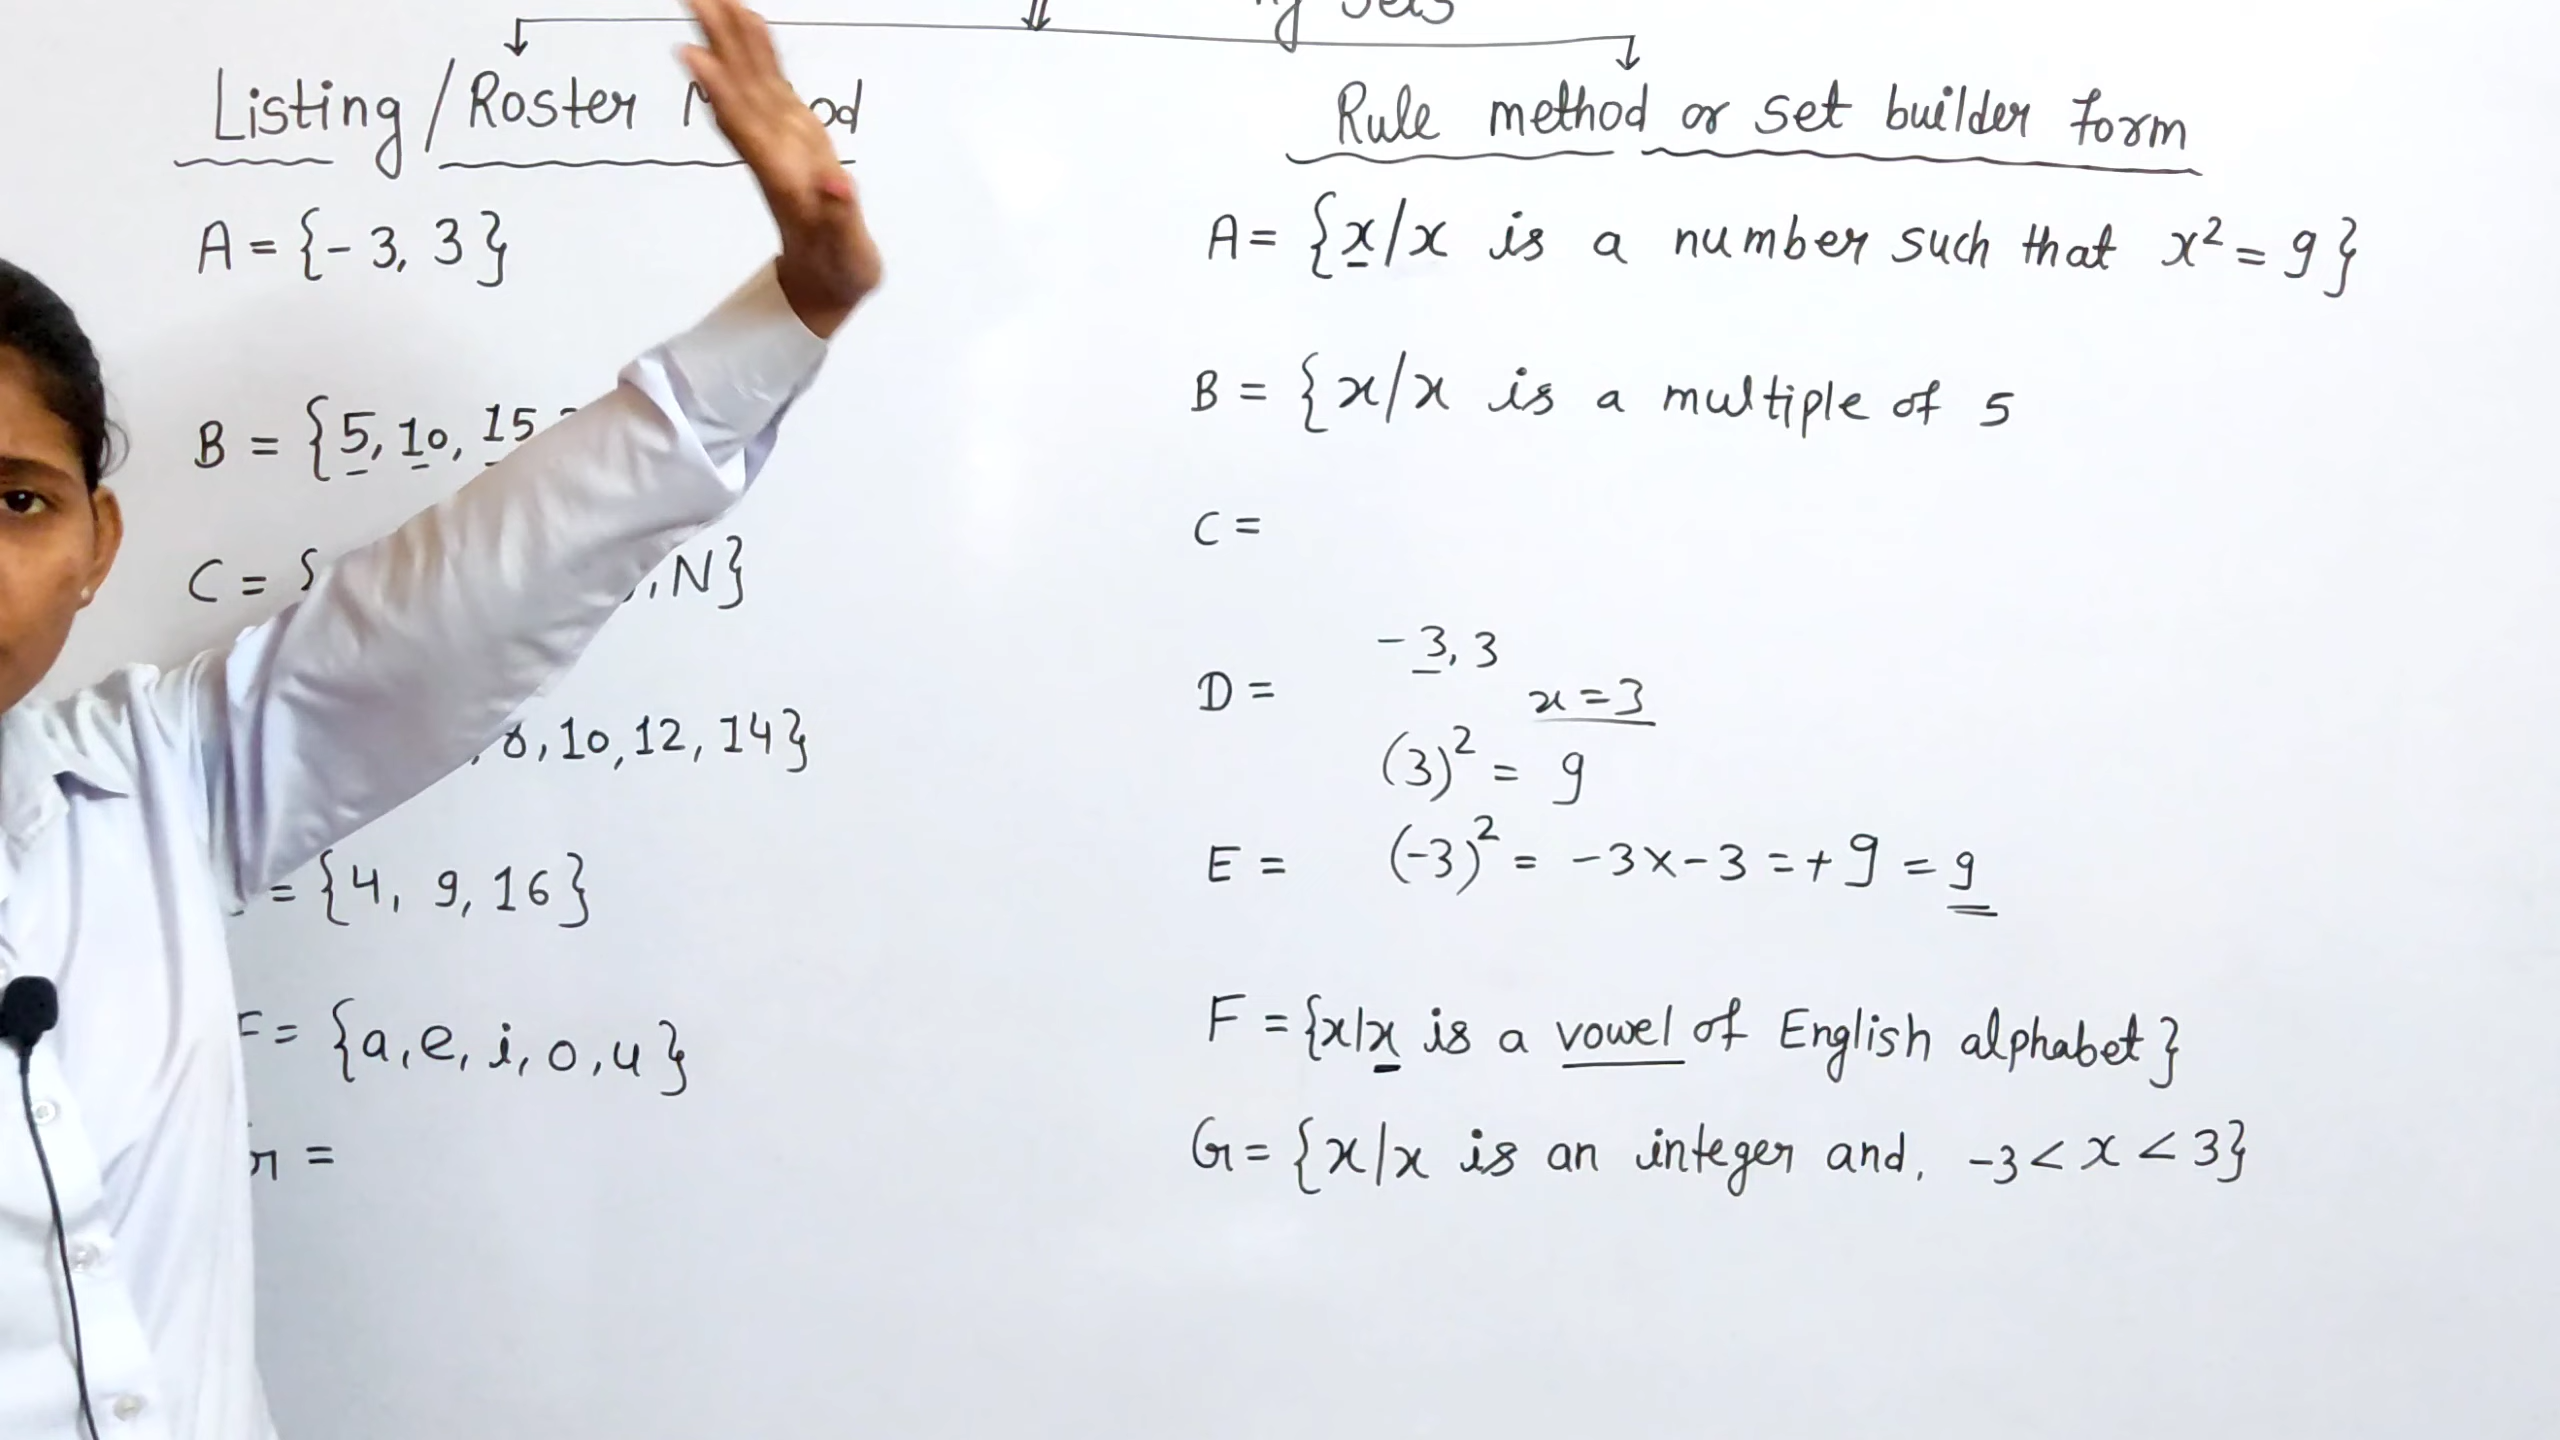 Listing/Roster
A = {-3, 3}
B = {5, 10, 15
C = , N}
8, 10, 12, 14}
= {4, 9, 16}
F = {a, e, i, o, u}
=
Rule method or set builder form
A = {x/x is a number such that x² = 9}
B = {x/x is a multiple of 5
C =
-3, 3
D =
x = 3
(3)² = 9
E = (-3)² = -3×-3 = +9 = 9
F = {x|x is a vowel of English alphabet}
G = {x|x is an integer and, -3 < x < 3}